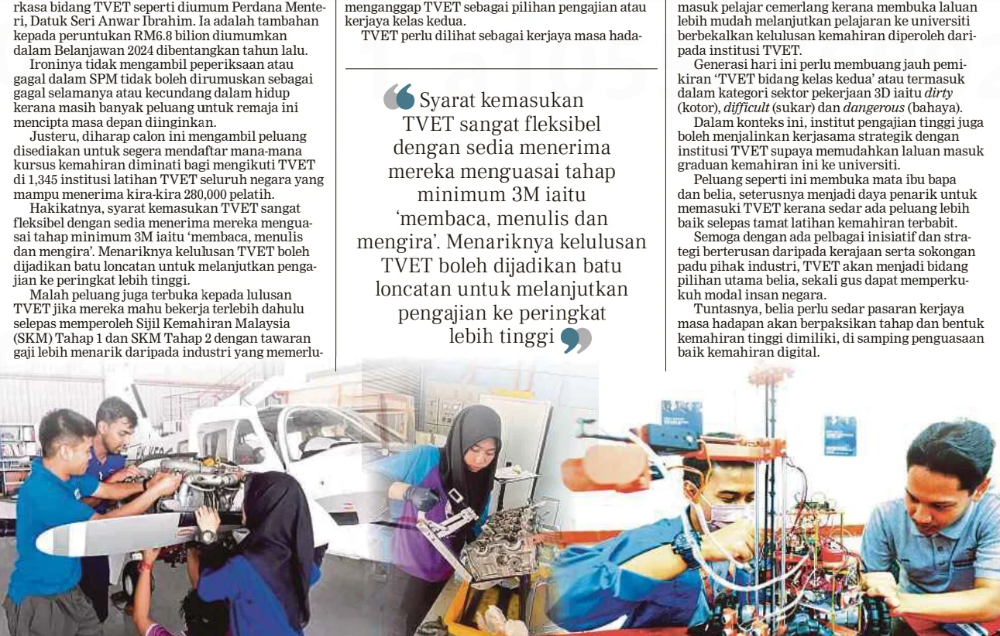 rkasa bidang TVET seperti diumum Perdana Mente-
ri, Datuk Seri Anwar Ibrahim. Ia adalah tambahan
kepada peruntukan RM6.8 bilion diumumkan
dalam Belanjawan 2024 dibentangkan tahun lalu.
Ironinya tidak mengambil peperiksaan atau
gagal dalam SPM tidak boleh dirumuskan sebagai
gagal selamanya atau kecundang dalam hidup
kerana masih banyak peluang untuk remaja ini
mencipta masa depan diinginkan.
Justeru, diharap calon ini mengambil peluang
disediakan untuk segera mendaftar mana-mana
kursus kemahiran diminati bagi mengikuti TVET
di 1,345 institusi latihan TVET seluruh negara yang
mampu menerima kira-kira 280,000 pelatih.
Hakikatnya, syarat kemasukan TVET sangat
fleksibel dengan sedia menerima mereka mengua-
sai tahap minimum 3M iaitu ‘membaca, menulis
dan mengira’. Menariknya kelulusan TVET boleh
dijadikan batu loncatan untuk melanjutkan penga-
jian ke peringkat lebih tinggi.
Malah peluang juga terbuka kepada lulusan
TVET jika mereka mahu bekerja terlebih dahulu
selepas memperoleh Sijil Kemahiran Malaysia
(SKM) Tahap 1 dan SKM Tahap 2 dengan tawaran
gaji lebih menarik daripada industri yang memerlu-
menganggap TVET sebagai pilihan pengajian atau
kerjaya kelas kedua.
TVET perlu dilihat sebagai kerjaya masa hada-
“Syarat kemasukan
TVET sangat fleksibel
dengan sedia menerima
mereka menguasai tahap
minimum 3M iaitu
‘membaca, menulis dan
mengira’. Menariknya kelulusan
TVET boleh dijadikan batu
loncatan untuk melanjutkan
pengajian ke peringkat
lebih tinggi”
masuk pelajar cemerlang kerana membuka laluan
lebih mudah melanjutkan pelajaran ke universiti
berbekalkan kelulusan kemahiran diperoleh dari-
pada institusi TVET.
Generasi hari ini perlu membuang jauh pemi-
kiran ‘TVET bidang kelas kedua’ atau termasuk
dalam kategori sektor pekerjaan 3D iaitu dirty
(kotor), difficult (sukar) dan dangerous (bahaya).
Dalam konteks ini, institut pengajian tinggi juga
boleh menjalinkan kerjasama strategik dengan
institusi TVET supaya memudahkan laluan masuk
graduan kemahiran ini ke universiti.
Peluang seperti ini membuka mata ibu bapa
dan belia, seterusnya menjadi daya penarik untuk
memasuki TVET kerana sedar ada peluang lebih
baik selepas tamat latihan kemahiran terbabit.
Semoga dengan ada pelbagai inisiatif dan stra-
tegi berterusan daripada kerajaan serta sokongan
padu pihak industri, TVET akan menjadi bidang
pilihan utama belia, sekali gus dapat memperku-
kuh modal insan negara.
Tuntasnya, belia perlu sedar pasaran kerjaya
masa hadapan akan berpaksikan tahap dan bentuk
kemahiran tinggi dimiliki, di samping penguasaan
baik kemahiran digital.